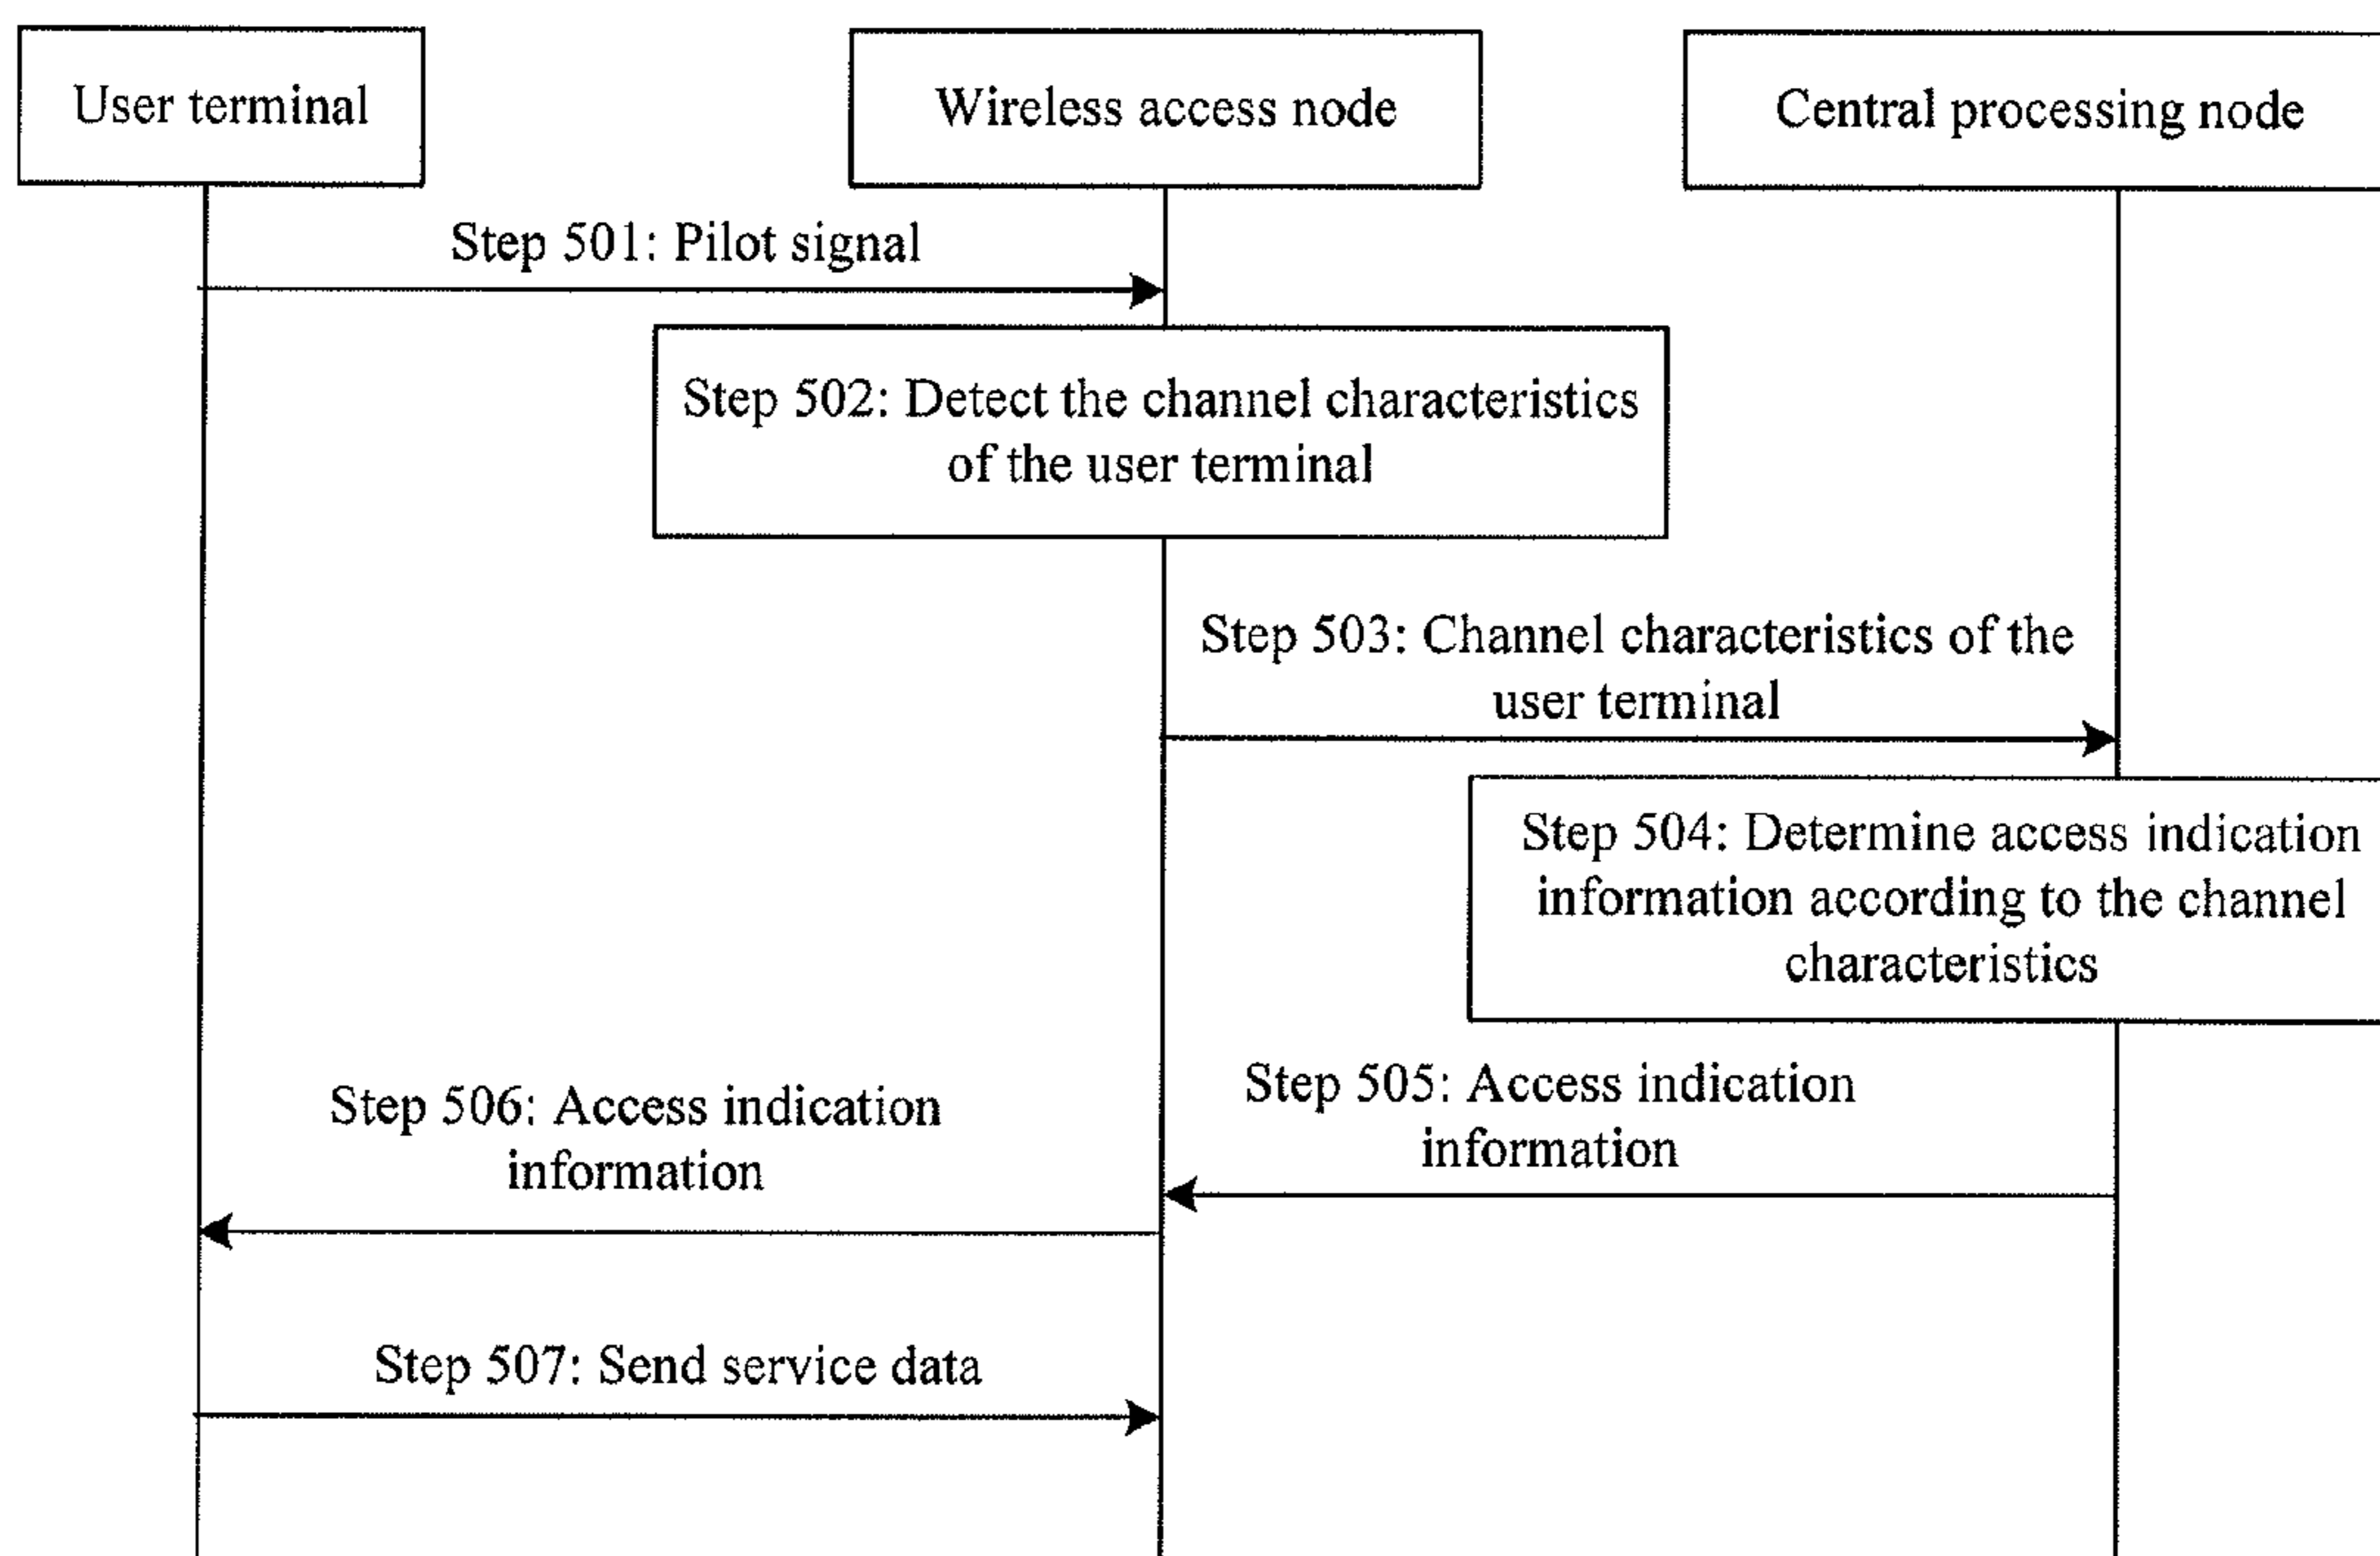 User terminal
Wireless access node
Central processing node
Step 501: Pilot signal
Step 502: Detect the channel characteristics
of the user terminal
Step 503: Channel characteristics of the
user terminal
Step 504: Determine access indication
information according to the channel
characteristics
Step 505: Access indication
information
Step 506: Access indication
information
Step 507: Send service data